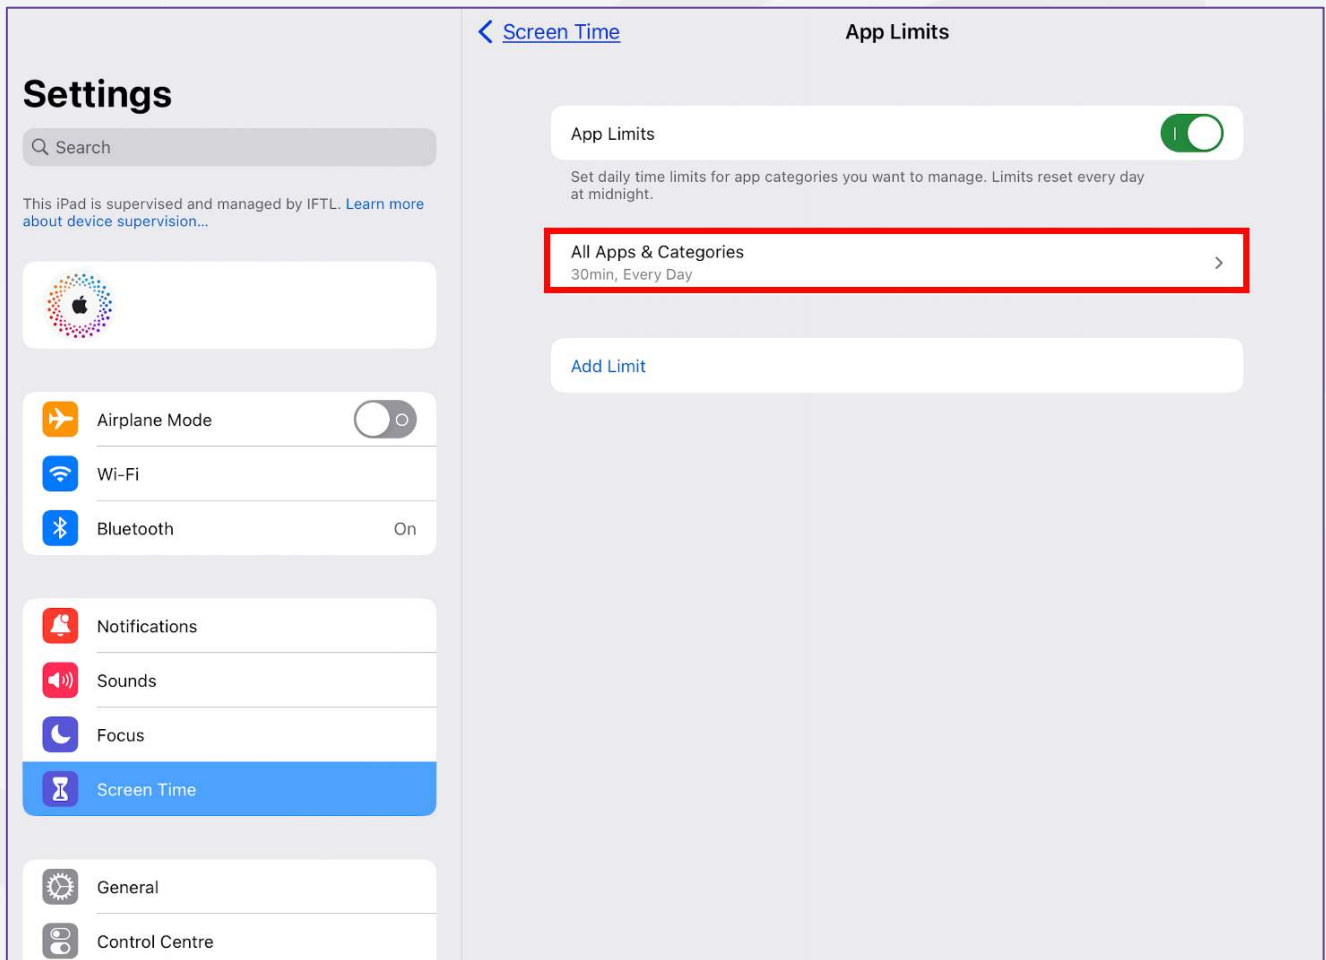 Settings
Search
This iPad is supervised and managed by IFTL. Learn more
about device supervision...
Airplane Mode
Wi-Fi
Bluetooth On
Notifications
Sounds
Focus
Screen Time
General
Control Centre
Screen Time App Limits
App Limits
Set daily time limits for app categories you want to manage. Limits reset every day
at midnight.
All Apps & Categories
30min, Every Day
Add Limit